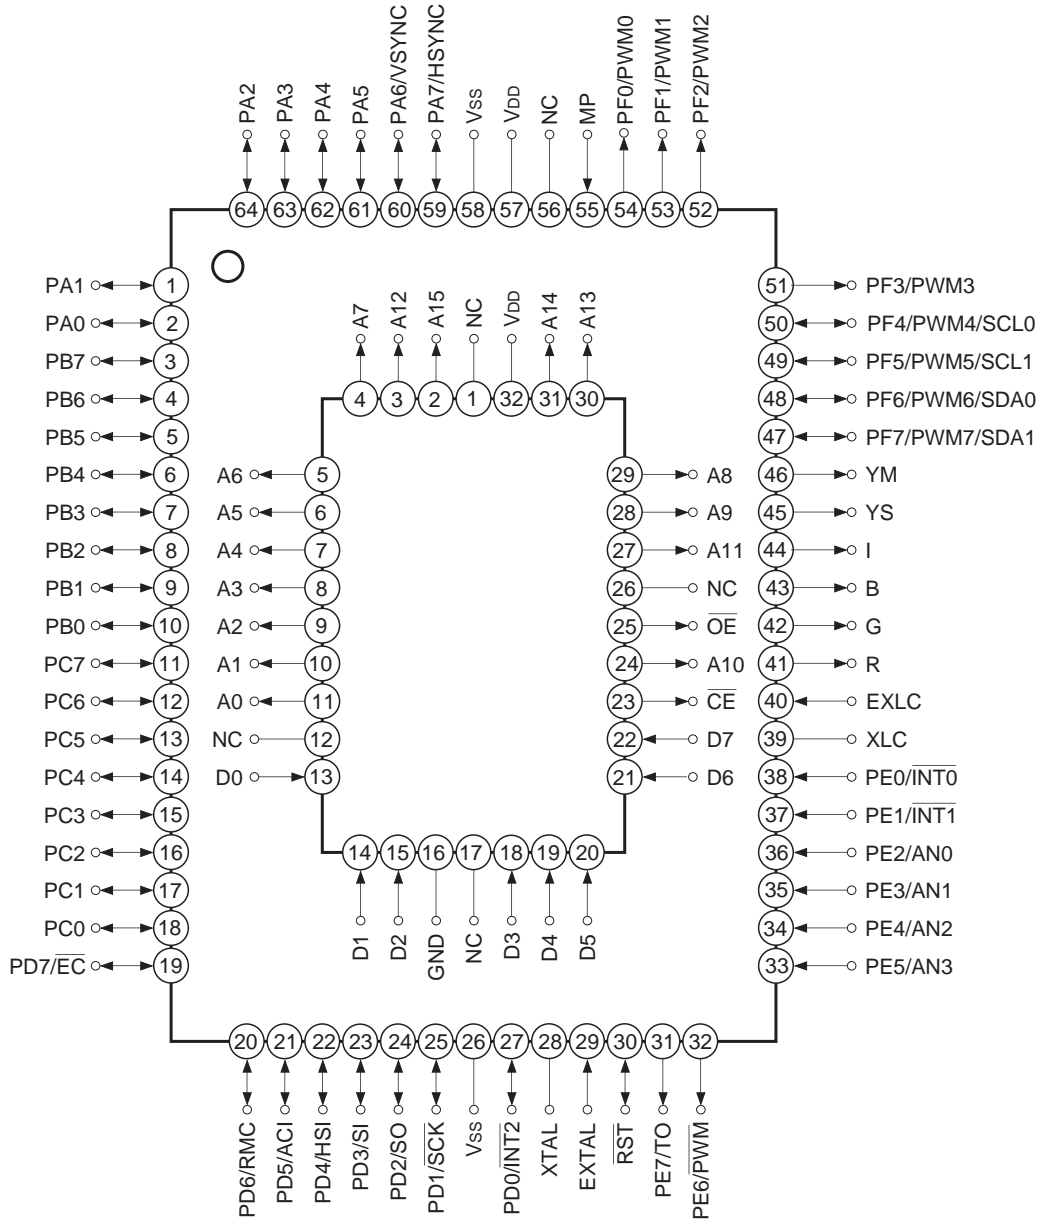 PA2 PA3 PA4 PA5 PA6/VSYNC PA7/HSYNC VSS VDD NC MP PF0/PWM0 PF1/PWM1 PF2/PWM2
64 63 62 61 60 59 58 57 56 55 54 53 52
PA1 1
PA0 2
PB7 3
PB6 4
PB5 5
PB4 6
PB3 7
PB2 8
PB1 9
PB0 10
PC7 11
PC6 12
PC5 13
PC4 14
PC3 15
PC2 16
PC1 17
PC0 18
PD7/E̅C̅ 19
A7 A12 A15 NC VDD A14 A13
4 3 2 1 32 31 30
A6 5
A5 6
A4 7
A3 8
A2 9
A1 10
A0 11
NC 12
D0 13
29 A8
28 A9
27 A11
26 NC
25 O̅E̅
24 A10
23 C̅E̅
22 D7
21 D6
14 15 16 17 18 19 20
D1 D2 GND NC D3 D4 D5
51 PF3/PWM3
50 PF4/PWM4/SCL0
49 PF5/PWM5/SCL1
48 PF6/PWM6/SDA0
47 PF7/PWM7/SDA1
46 YM
45 YS
44 I
43 B
42 G
41 R
40 EXLC
39 XLC
38 PE0/I̅N̅T̅0̅
37 PE1/I̅N̅T̅1̅
36 PE2/AN0
35 PE3/AN1
34 PE4/AN2
33 PE5/AN3
20 21 22 23 24 25 26 27 28 29 30 31 32
PD6/RMC PD5/ACI PD4/HSI PD3/SI PD2/SO PD1/S̅C̅K̅ VSS PD0/I̅N̅T̅2̅ XTAL EXTAL R̅S̅T̅ PE7/TO PE6/P̅W̅M̅